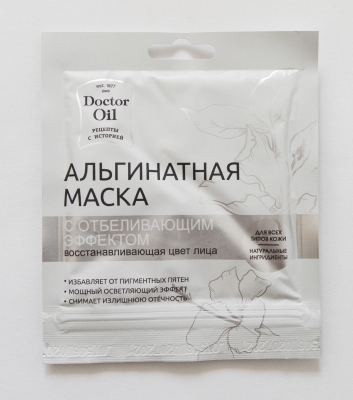 est. 1877
Doctor
Oil
РЕЦЕПТЫ
С ИСТОРИЕЙ
АЛЬГИНАТНАЯ
МАСКА
С ОТБЕЛИВАЮЩИМ
ЭФФЕКТОМ
восстанавливающая цвет лица
ДЛЯ ВСЕХ
ТИПОВ КОЖИ
НАТУРАЛЬНЫЕ
ИНГРИДИЕНТЫ
• ИЗБАВЛЯЕТ ОТ ПИГМЕНТНЫХ ПЯТЕН
• МОЩНЫЙ ОСВЕТЛЯЮЩИЙ ЭФФЕКТ
• СНИМАЕТ ИЗЛИШНЮЮ ОТЁЧНОСТЬ